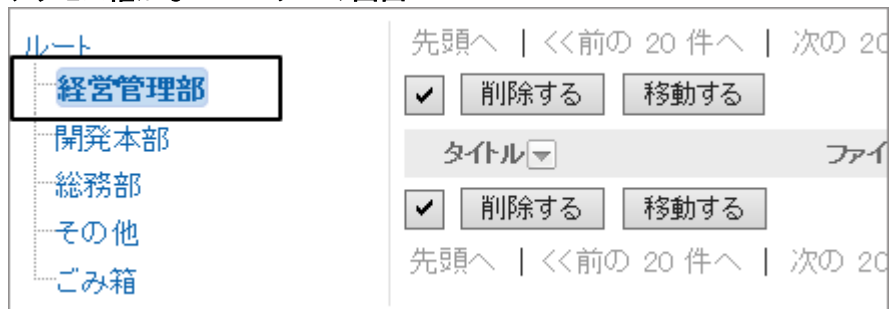 ルート
経営管理部
開発本部
総務部
その他
ごみ箱
先頭へ | <<前の 20 件へ | 次の 20
削除する 移動する
タイトル ファイ
削除する 移動する
先頭へ | <<前の 20 件へ | 次の 20